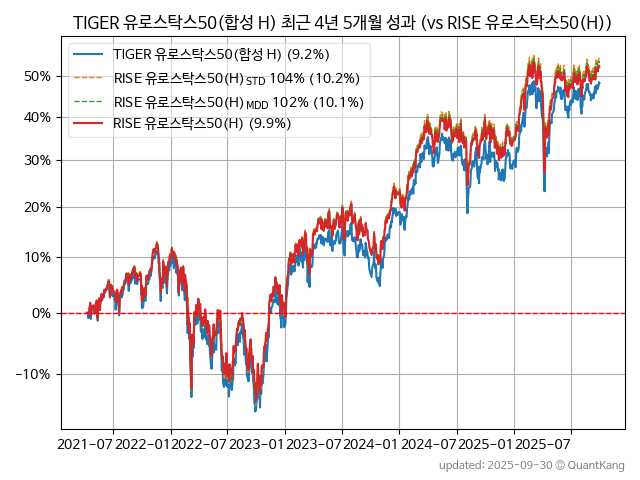 TIGER 유로스탁스50(합성 H) 최근 4년 5개월 성과 (vs RISE 유로스탁스50(H))
TIGER 유로스탁스50(합성 H) (9.2%)
RISE 유로스탁스50(H) STD 104% (10.2%)
RISE 유로스탁스50(H) MDD 102% (10.1%)
RISE 유로스탁스50(H) (9.9%)
50%
40%
30%
20%
10%
0%
−10%
2021-07 2022-01 2022-07 2023-01 2023-07 2024-01 2024-07 2025-01 2025-07
updated: 2025-09-30 © QuantKang